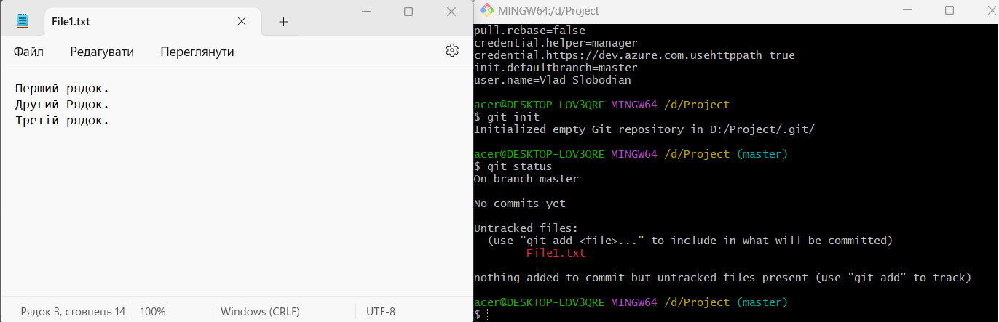 File1.txt
Файл Редагувати Переглянути
Перший рядок.
Другий Рядок.
Третій рядок.
Рядок 3, стовпець 14 100% Windows (CRLF) UTF-8
MINGW64:/d/Project
pull.rebase=false
credential.helper=manager
credential.https://dev.azure.com.usehttppath=true
init.defaultbranch=master
user.name=Vlad Slobodian
acer@DESKTOP-LOV3QRE MINGW64 /d/Project
$ git init
Initialized empty Git repository in D:/Project/.git/
acer@DESKTOP-LOV3QRE MINGW64 /d/Project (master)
$ git status
On branch master
No commits yet
Untracked files:
(use "git add <file>..." to include in what will be committed)
File1.txt
nothing added to commit but untracked files present (use "git add" to track)
acer@DESKTOP-LOV3QRE MINGW64 /d/Project (master)
$